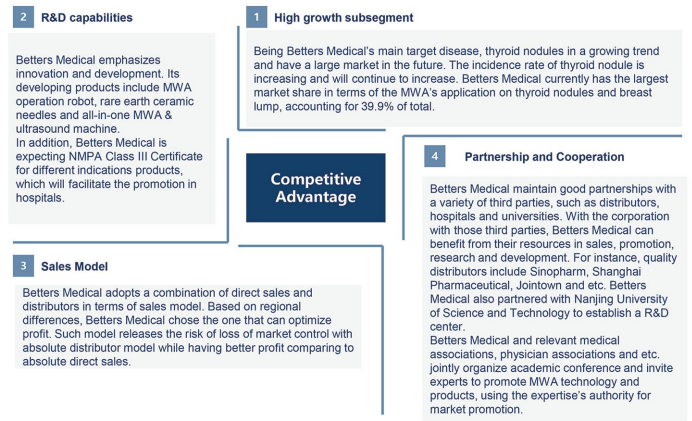 1 High growth subsegment
Being Betters Medical's main target disease, thyroid nodules in a growing trend
and have a large market in the future. The incidence rate of thyroid nodule is
increasing and will continue to increase. Betters Medical currently has the largest
market share in terms of the MWA's application on thyroid nodules and breast
lump, accounting for 39.9% of total.
2 R&D capabilities
Betters Medical emphasizes
innovation and development. Its
developing products include MWA
operation robot, rare earth ceramic
needles and all-in-one MWA &
ultrasound machine.
In addition, Betters Medical is
expecting NMPA Class III Certificate
for different indications products,
which will facilitate the promotion in
hospitals.
Competitive
Advantage
3 Sales Model
Betters Medical adopts a combination of direct sales and
distributors in terms of sales model. Based on regional
differences, Betters Medical chose the one that can optimize
profit. Such model releases the risk of loss of market control with
absolute distributor model while having better profit comparing to
absolute direct sales.
4 Partnership and Cooperation
Betters Medical maintain good partnerships with
a variety of third parties, such as distributors,
hospitals and universities. With the corporation
with those third parties, Betters Medical can
benefit from their resources in sales, promotion,
research and development. For instance, quality
distributors include Sinopharm, Shanghai
Pharmaceutical, Jointown and etc. Betters
Medical also partnered with Nanjing University
of Science and Technology to establish a R&D
center.
Betters Medical and relevant medical
associations, physician associations and etc.
jointly organize academic conference and invite
experts to promote MWA technology and
products, using the expertise's authority for
market promotion.